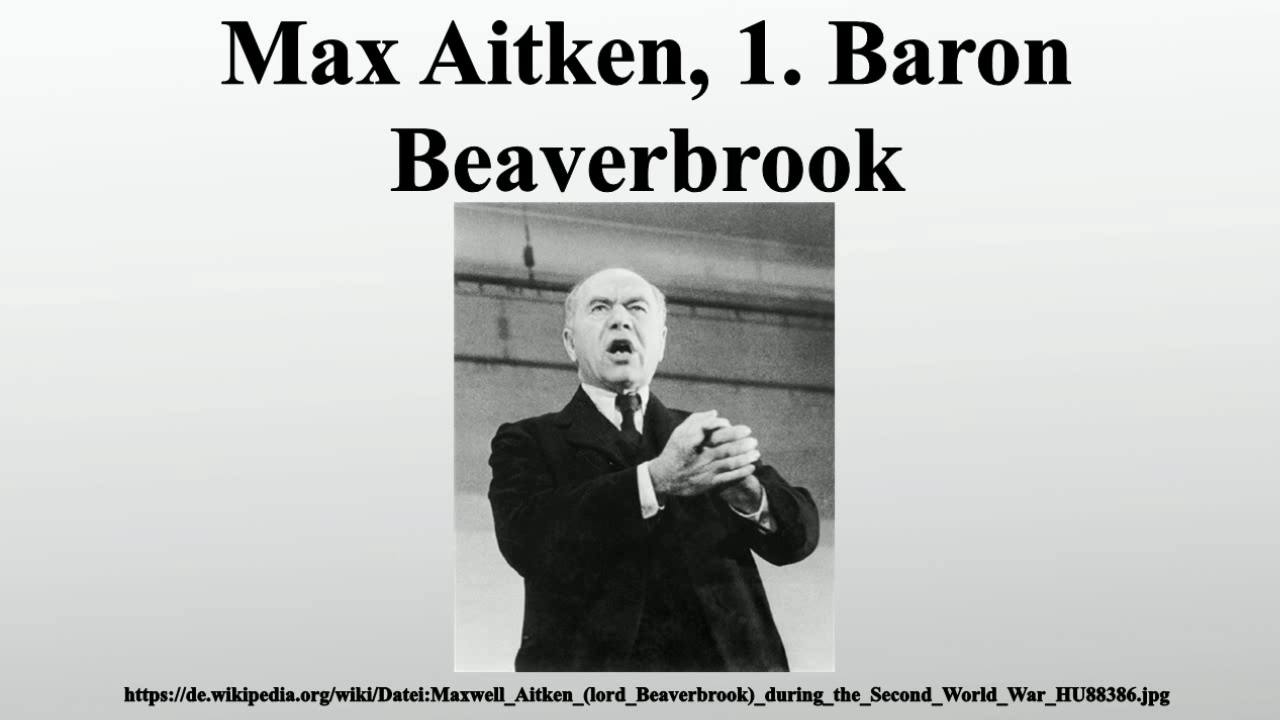 Max Aitken, 1. Baron
Beaverbrook
https://de.wikipedia.org/wiki/Datei:Maxwell_Aitken_(lord_Beaverbrook)_during_the_Second_World_War_HU88386.jpg